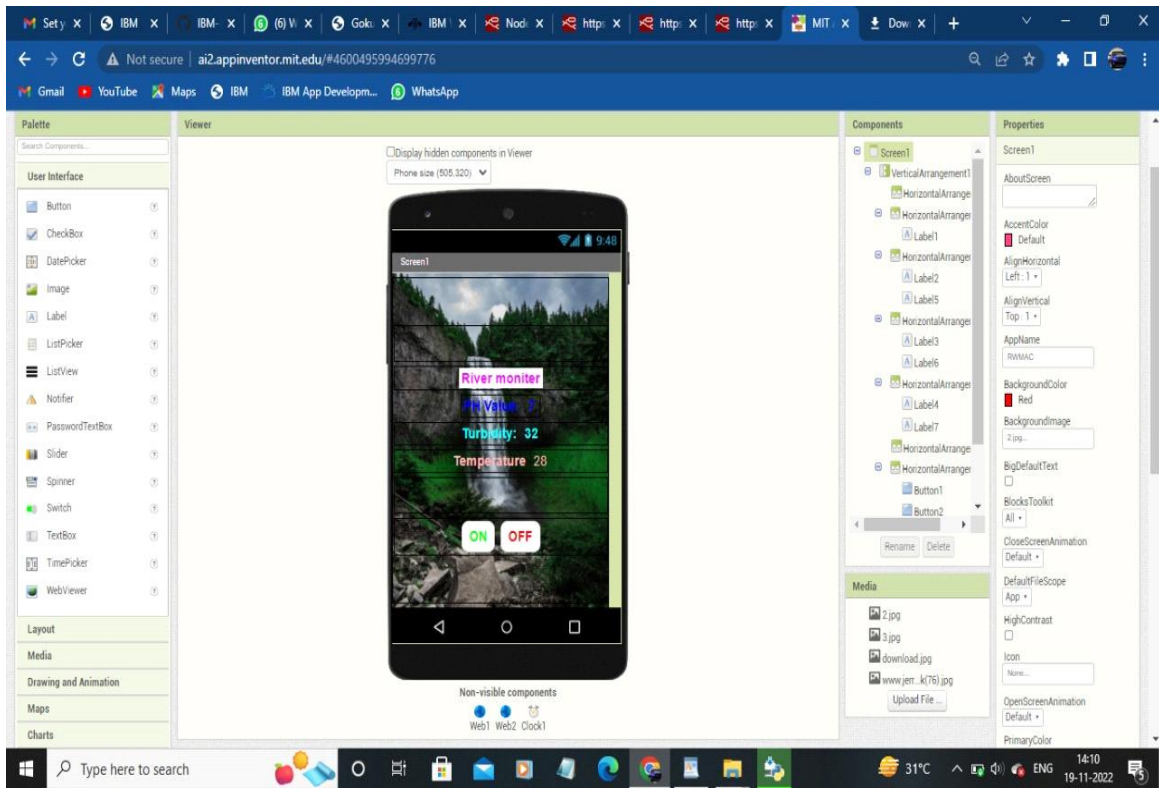 Set y
IBM
IBM-
(6) W
Goku
IBM
Node
https
https
https
MIT
Dow
Not secure
ai2.appinventor.mit.edu/#4600495994699776
Gmail
YouTube
Maps
IBM
IBM App Developm...
WhatsApp
Palette
Search Components...
User Interface
Button
CheckBox
DatePicker
Image
Label
ListPicker
ListView
Notifier
PasswordTextBox
Slider
Spinner
Switch
TextBox
TimePicker
WebViewer
Layout
Media
Drawing and Animation
Maps
Charts
Viewer
Display hidden components in Viewer
Phone size (505,320)
9:48
Screen1
River moniter
PH Value: 7
Turbidity: 32
Temperature 28
ON OFF
Non-visible components
Web1 Web2 Clock1
Components
Screen1
VerticalArrangement1
HorizontalArrange
HorizontalArranger
Label1
HorizontalArranger
Label2
Label5
HorizontalArranger
Label3
Label6
HorizontalArranger
Label4
Label7
HorizontalArrange
HorizontalArranger
Button1
Button2
Rename Delete
Media
2.jpg
3.jpg
download.jpg
www.jerr...k(76).jpg
Upload File ...
Properties
Screen1
AboutScreen
AccentColor
Default
AlignHorizontal
Left : 1
AlignVertical
Top : 1
AppName
RWMAC
BackgroundColor
Red
BackgroundImage
2.jpg...
BigDefaultText
BlocksToolkit
All
CloseScreenAnimation
Default
DefaultFileScope
App
HighContrast
Icon
None...
OpenScreenAnimation
Default
PrimaryColor
Type here to search
31°C
ENG
14:10
19-11-2022